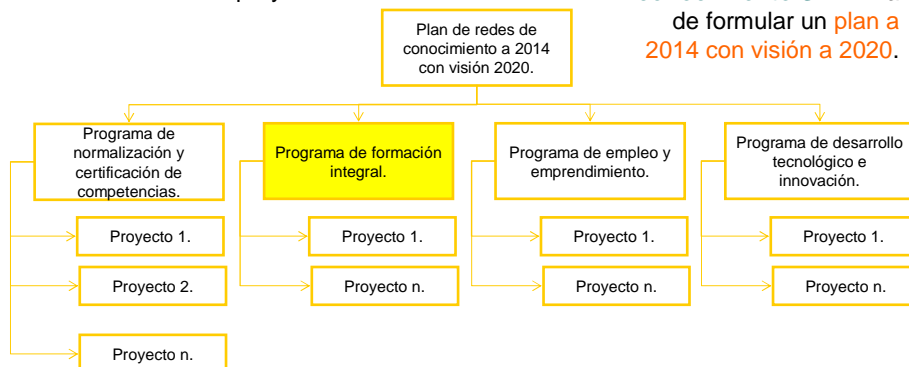 de formular un plan a
2014 con visión a 2020.
Plan de redes de
conocimiento a 2014
con visión 2020.
Programa de
normalización y
certificación de
competencias.
Programa de formación
integral.
Programa de empleo y
emprendimiento.
Programa de desarrollo
tecnológico e
innovación.
Proyecto 1.
Proyecto 1.
Proyecto 1.
Proyecto 1.
Proyecto 2.
Proyecto n.
Proyecto n.
Proyecto n.
Proyecto n.